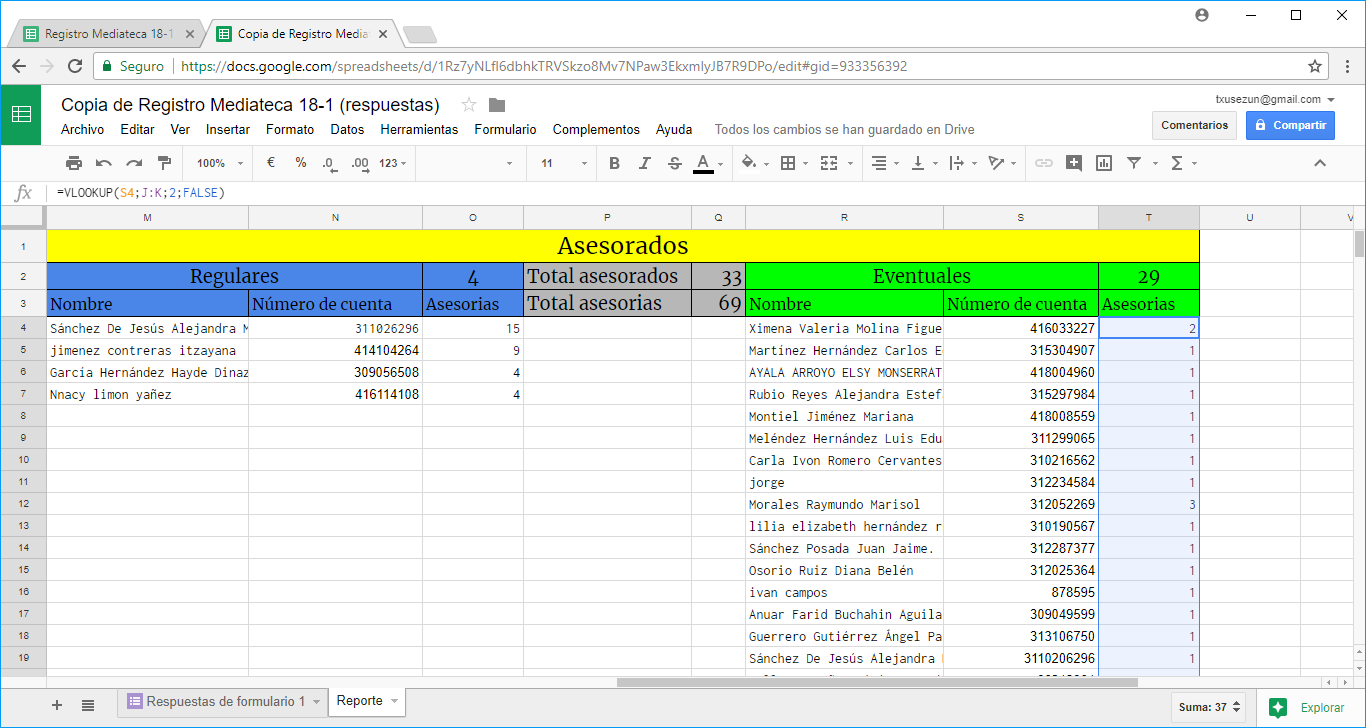 Registro Mediateca 18-1
Copia de Registro Media
Seguro
https://docs.google.com/spreadsheets/d/1Rz7yNLfl6dbhkTRVSkzo8Mv7NPaw3EkxmlyJB7R9DPo/edit#gid=933356392
Copia de Registro Mediateca 18-1 (respuestas)
txusezun@gmail.com
Archivo Editar Ver Insertar Formato Datos Herramientas Formulario Complementos Ayuda Todos los cambios se han guardado en Drive
Comentarios Compartir
100% € % .0 .00 123 11 B I S A Σ
fx =VLOOKUP(S4;J:K;2;FALSE)
M N O P Q R S T U V
1 Asesorados
2 Regulares 4 Total asesorados 33 Eventuales 29
3 Nombre Número de cuenta Asesorias Total asesorias 69 Nombre Número de cuenta Asesorias
4 Sánchez De Jesús Alejandra M 311026296 15 Ximena Valeria Molina Figue 416033227 2
5 jimenez contreras itzayana 414104264 9 Martinez Hernández Carlos E 315304907 1
6 Garcia Hernández Hayde Dinaz 309056508 4 AYALA ARROYO ELSY MONSERRAT 418004960 1
7 Nnacy limon yañez 416114108 4 Rubio Reyes Alejandra Estef 315297984 1
8 Montiel Jiménez Mariana 418008559 1
9 Meléndez Hernández Luis Edu 311299065 1
10 Carla Ivon Romero Cervantes 310216562 1
11 jorge 312234584 1
12 Morales Raymundo Marisol 312052269 3
13 lilia elizabeth hernández r 310190567 1
14 Sánchez Posada Juan Jaime. 312287377 1
15 Osorio Ruiz Diana Belén 312025364 1
16 ivan campos 878595 1
17 Anuar Farid Buchahin Aguila 309049599 1
18 Guerrero Gutiérrez Ángel Pa 313106750 1
19 Sánchez De Jesús Alejandra 3110206296 1
Respuestas de formulario 1 Reporte Suma: 37 Explorar